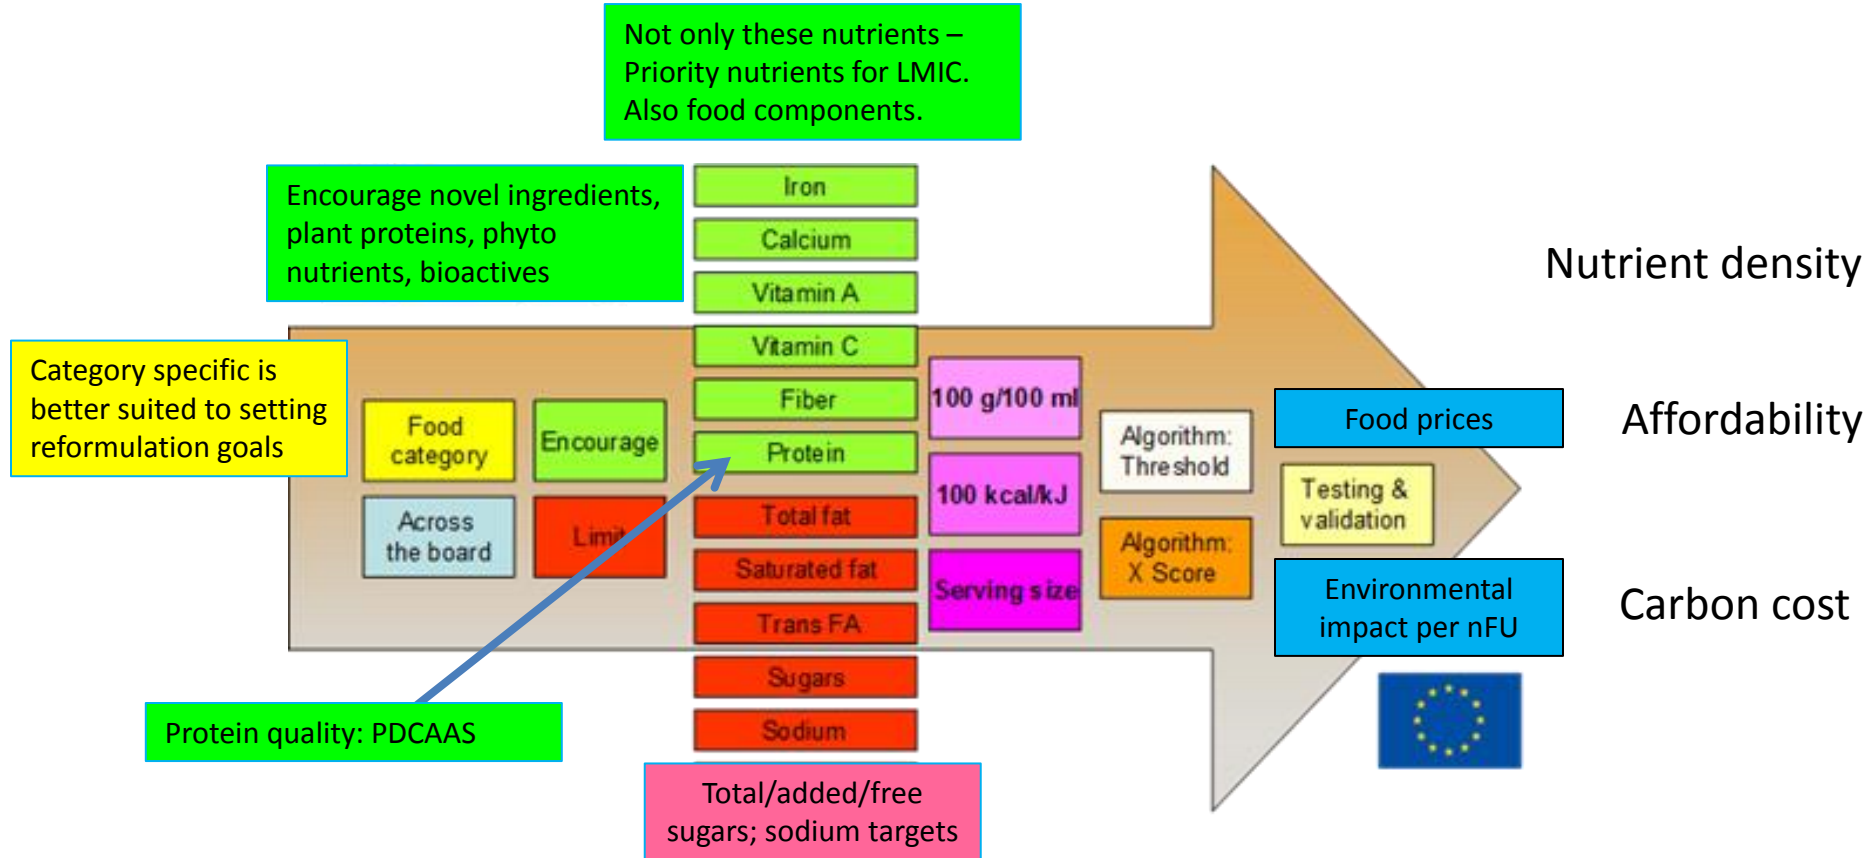 Not only these nutrients –
Priority nutrients for LMIC.
Also food components.
Encourage novel ingredients,
plant proteins, phyto
nutrients, bioactives
Category specific is
better suited to setting
reformulation goals
Food
category
Across
the board
Encourage
Limit
Iron
Calcium
Vitamin A
Vitamin C
Fiber
Protein
Total fat
Saturated fat
Trans FA
Sugars
Sodium
Protein quality: PDCAAS
Total/added/free
sugars; sodium targets
100 g/100 ml
100 kcal/kJ
Serving size
Algorithm:
Threshold
Algorithm:
X Score
Food prices
Testing &
validation
Environmental
impact per nFU
Nutrient density
Affordability
Carbon cost